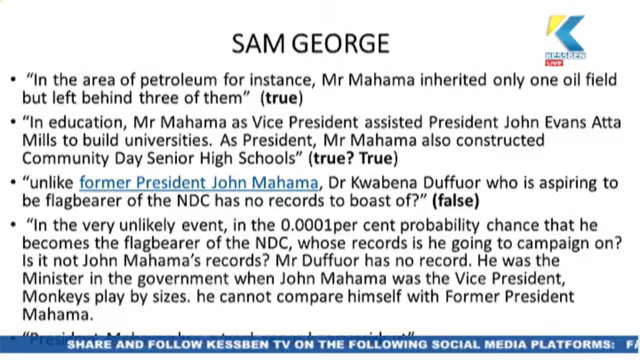 KESSBEN
LIVE
SAM GEORGE
• “In the area of petroleum for instance, Mr Mahama inherited only one oil field
but left behind three of them” (true)
• “In education, Mr Mahama as Vice President assisted President John Evans Atta
Mills to build universities. As President, Mr Mahama also constructed
Community Day Senior High Schools” (true? True)
• “unlike former President John Mahama, Dr Kwabena Duffuor who is aspiring to
be flagbearer of the NDC has no records to boast of?” (false)
• “In the very unlikely event, in the 0.0001per cent probability chance that he
becomes the flagbearer of the NDC, whose records is he going to campaign on?
Is it not John Mahama’s records? Mr Duffuor has no record. He was the
Minister in the government when John Mahama was the Vice President,
Monkeys play by sizes. he cannot compare himself with Former President
Mahama.
SHARE AND FOLLOW KESSBEN TV ON THE FOLLOWING SOCIAL MEDIA PLATFORMS: